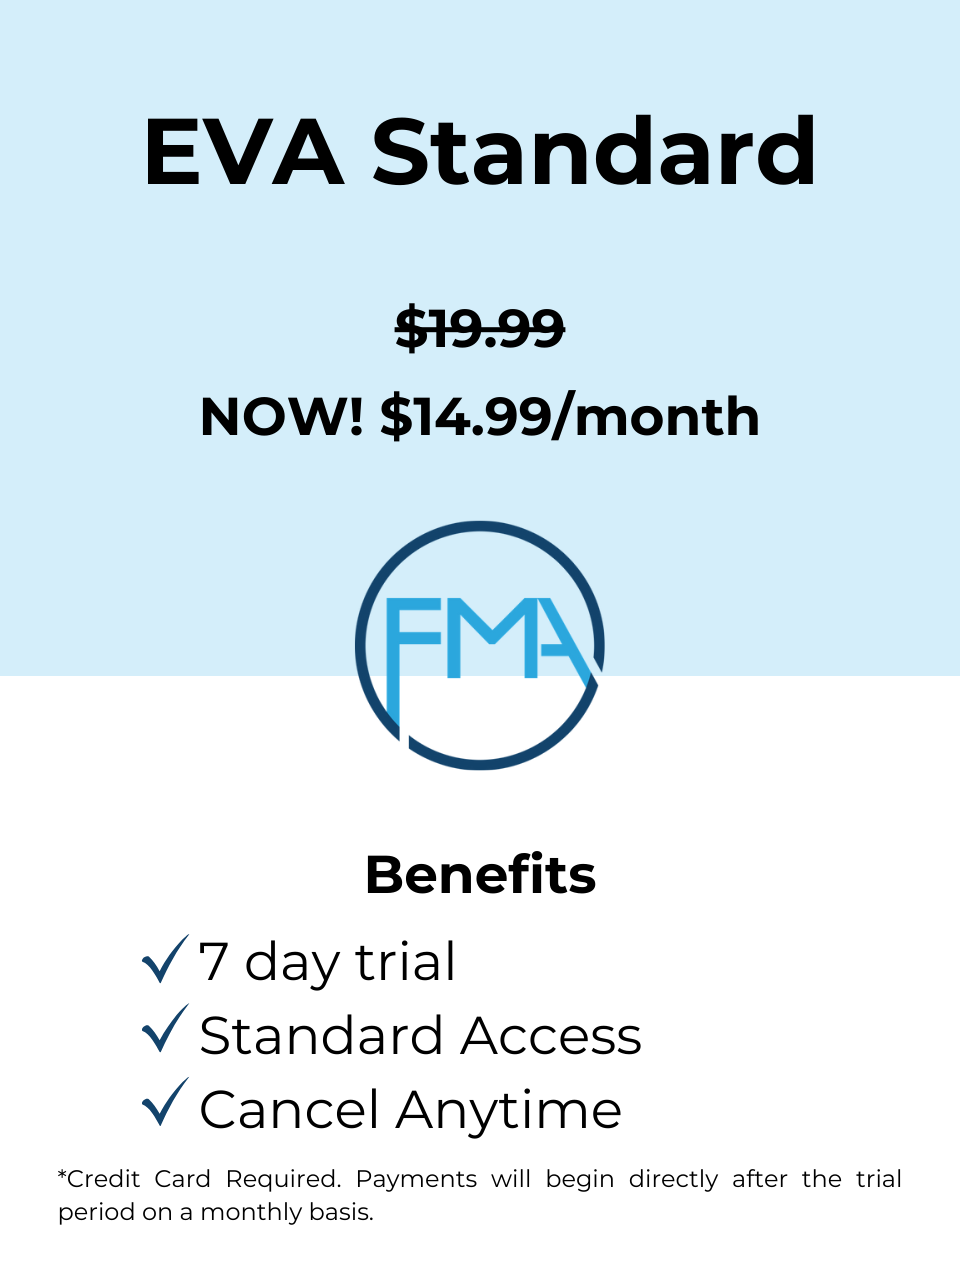 EVA Standard
$19.99
NOW! $14.99/month
FMA
Benefits
7 day trial
Standard Access
Cancel Anytime
*Credit Card Required. Payments will begin directly after the trial
period on a monthly basis.